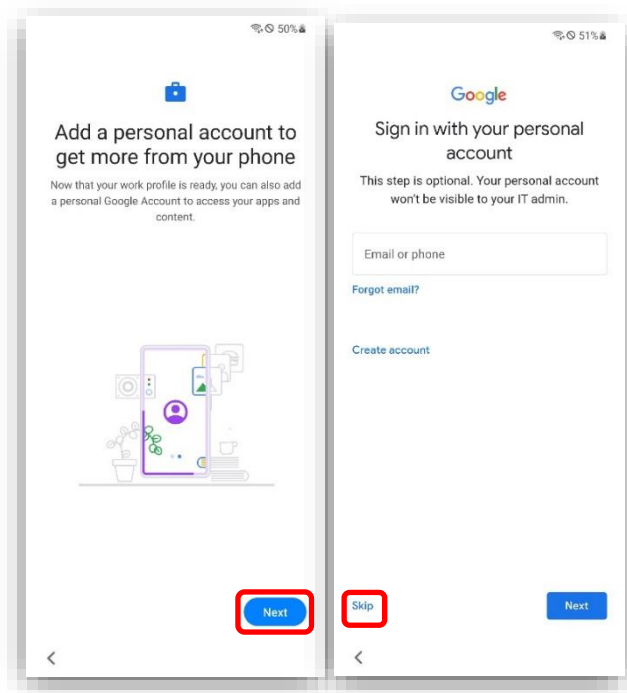 50%
Add a personal account to
get more from your phone
Now that your work profile is ready, you can also add
a personal Google Account to access your apps and
content.
Next
51%
Google
Sign in with your personal
account
This step is optional. Your personal account
won't be visible to your IT admin.
Email or phone
Forgot email?
Create account
Skip
Next